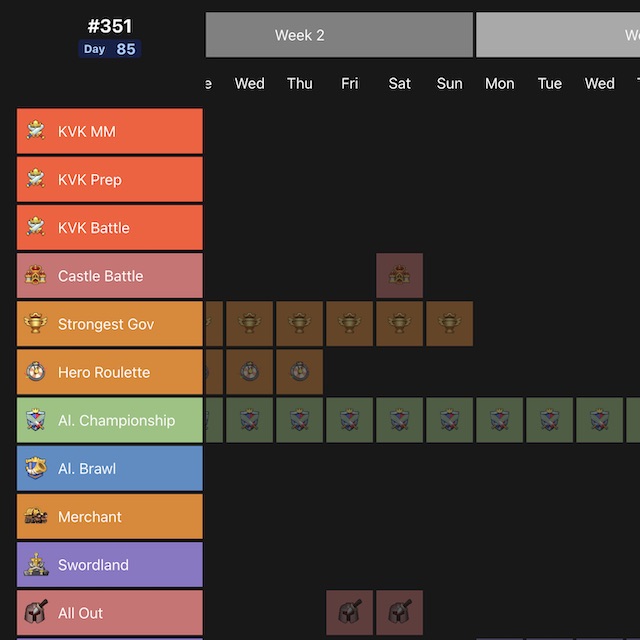 #351
Day 85
Week 2
Wed Thu Fri Sat Sun Mon Tue Wed
KVK MM
KVK Prep
KVK Battle
Castle Battle
Strongest Gov
Hero Roulette
Al. Championship
Al. Brawl
Merchant
Swordland
All Out